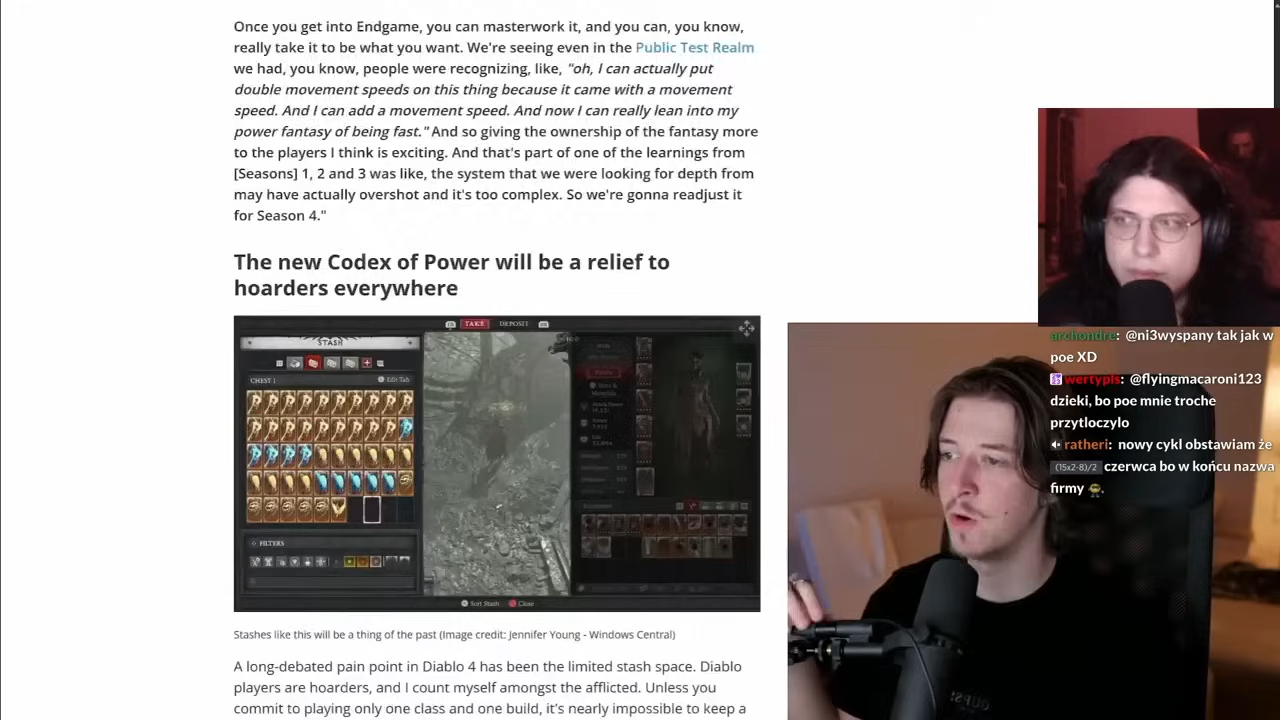 Once you get into Endgame, you can masterwork it, and you can, you know,
really take it to be what you want. We're seeing even in the Public Test Realm
we had, you know, people were recognizing, like, "oh, I can actually put
double movement speeds on this thing because it came with a movement
speed. And I can add a movement speed. And now I can really lean into my
power fantasy of being fast." And so giving the ownership of the fantasy more
to the players I think is exciting. And that's part of one of the learnings from
[Seasons] 1, 2 and 3 was like, the system that we were looking for depth from
may have actually overshot and it's too complex. So we're gonna readjust it
for Season 4."
The new Codex of Power will be a relief to
hoarders everywhere
TAKE DEPOSIT
STASH
CHEST 1
Edit Tab
FILTERS
Sort Stash
Close
Stashes like this will be a thing of the past (Image credit: Jennifer Young - Windows Central)
A long-debated pain point in Diablo 4 has been the limited stash space. Diablo
players are hoarders, and I count myself amongst the afflicted. Unless you
commit to playing only one class and one build, it's nearly impossible to keep a
archondre: @ni3wyspany tak jak w
poe XD
wertypls: @flyingmacaroni123
dzieki, bo poe mnie troche
przytloczylo
ratheri: nowy cykl obstawiam że
(15x2-8)/2 czerwca bo w końcu nazwa
firmy .